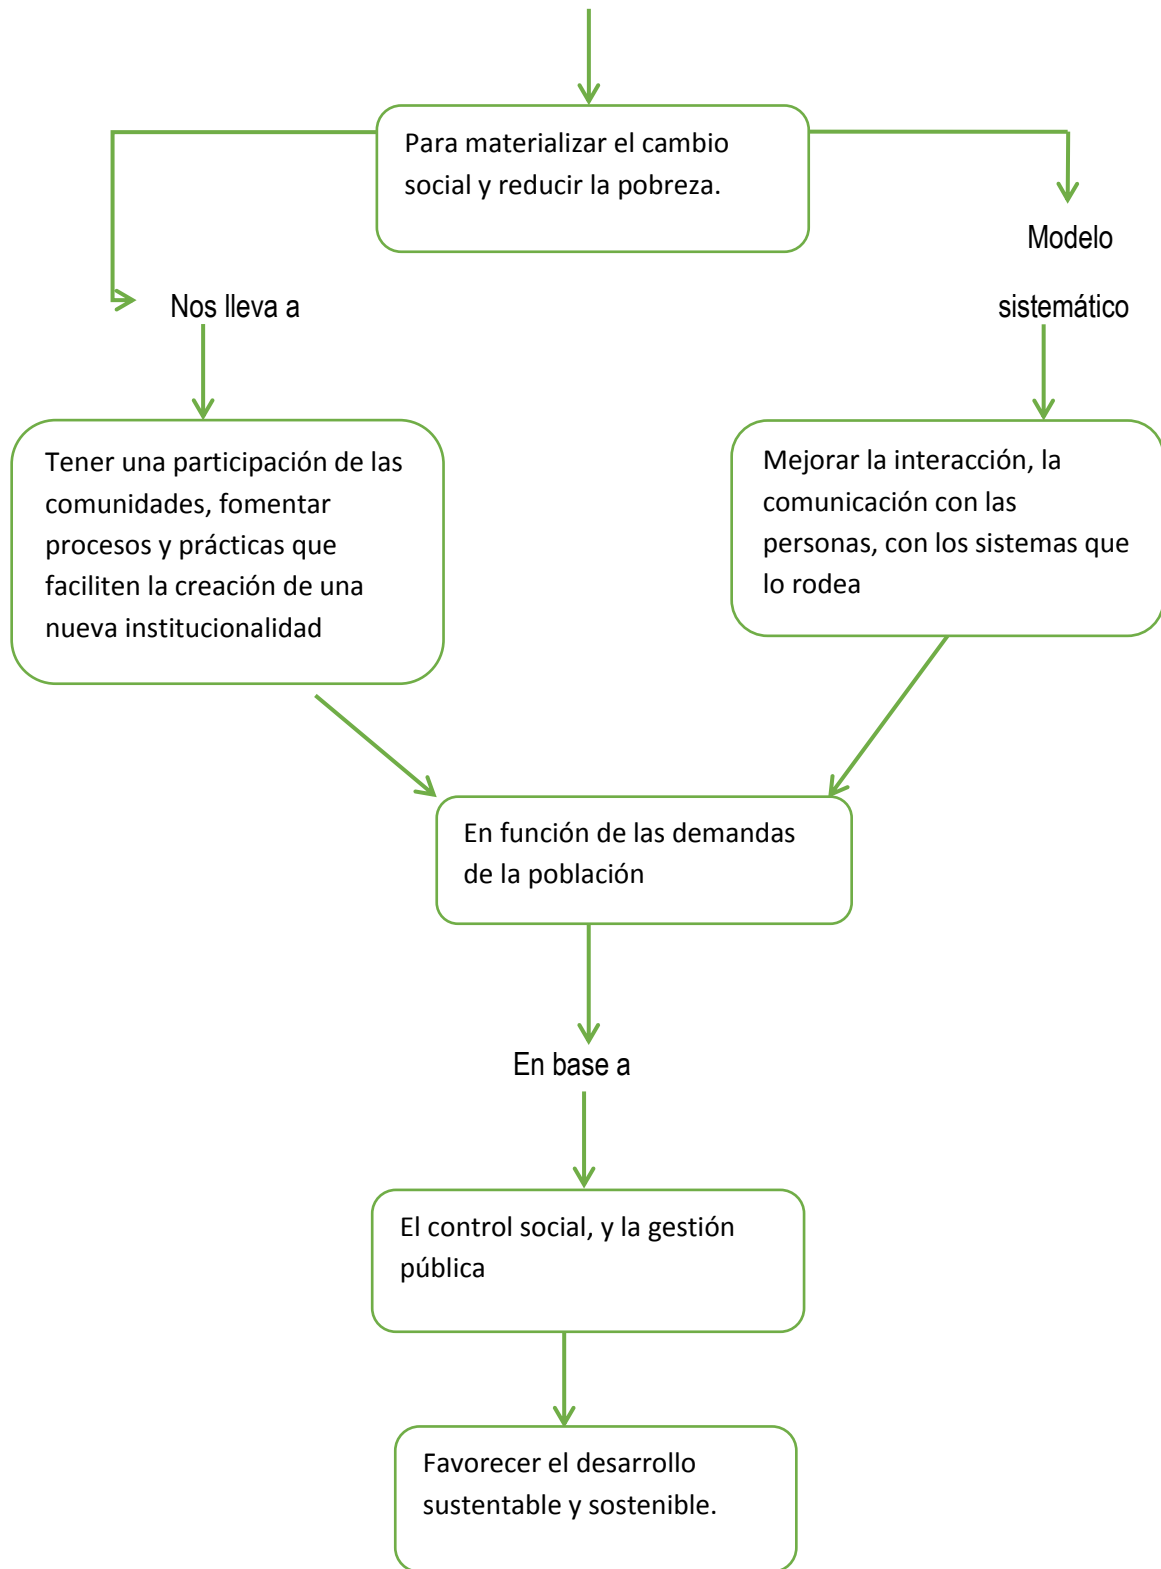 Para materializar el cambio
social y reducir la pobreza.
Modelo
sistemático
Nos lleva a
Tener una participación de las
comunidades, fomentar
procesos y prácticas que
faciliten la creación de una
nueva institucionalidad
Mejorar la interacción, la
comunicación con las
personas, con los sistemas que
lo rodea
En función de las demandas
de la población
En base a
El control social, y la gestión
pública
Favorecer el desarrollo
sustentable y sostenible.